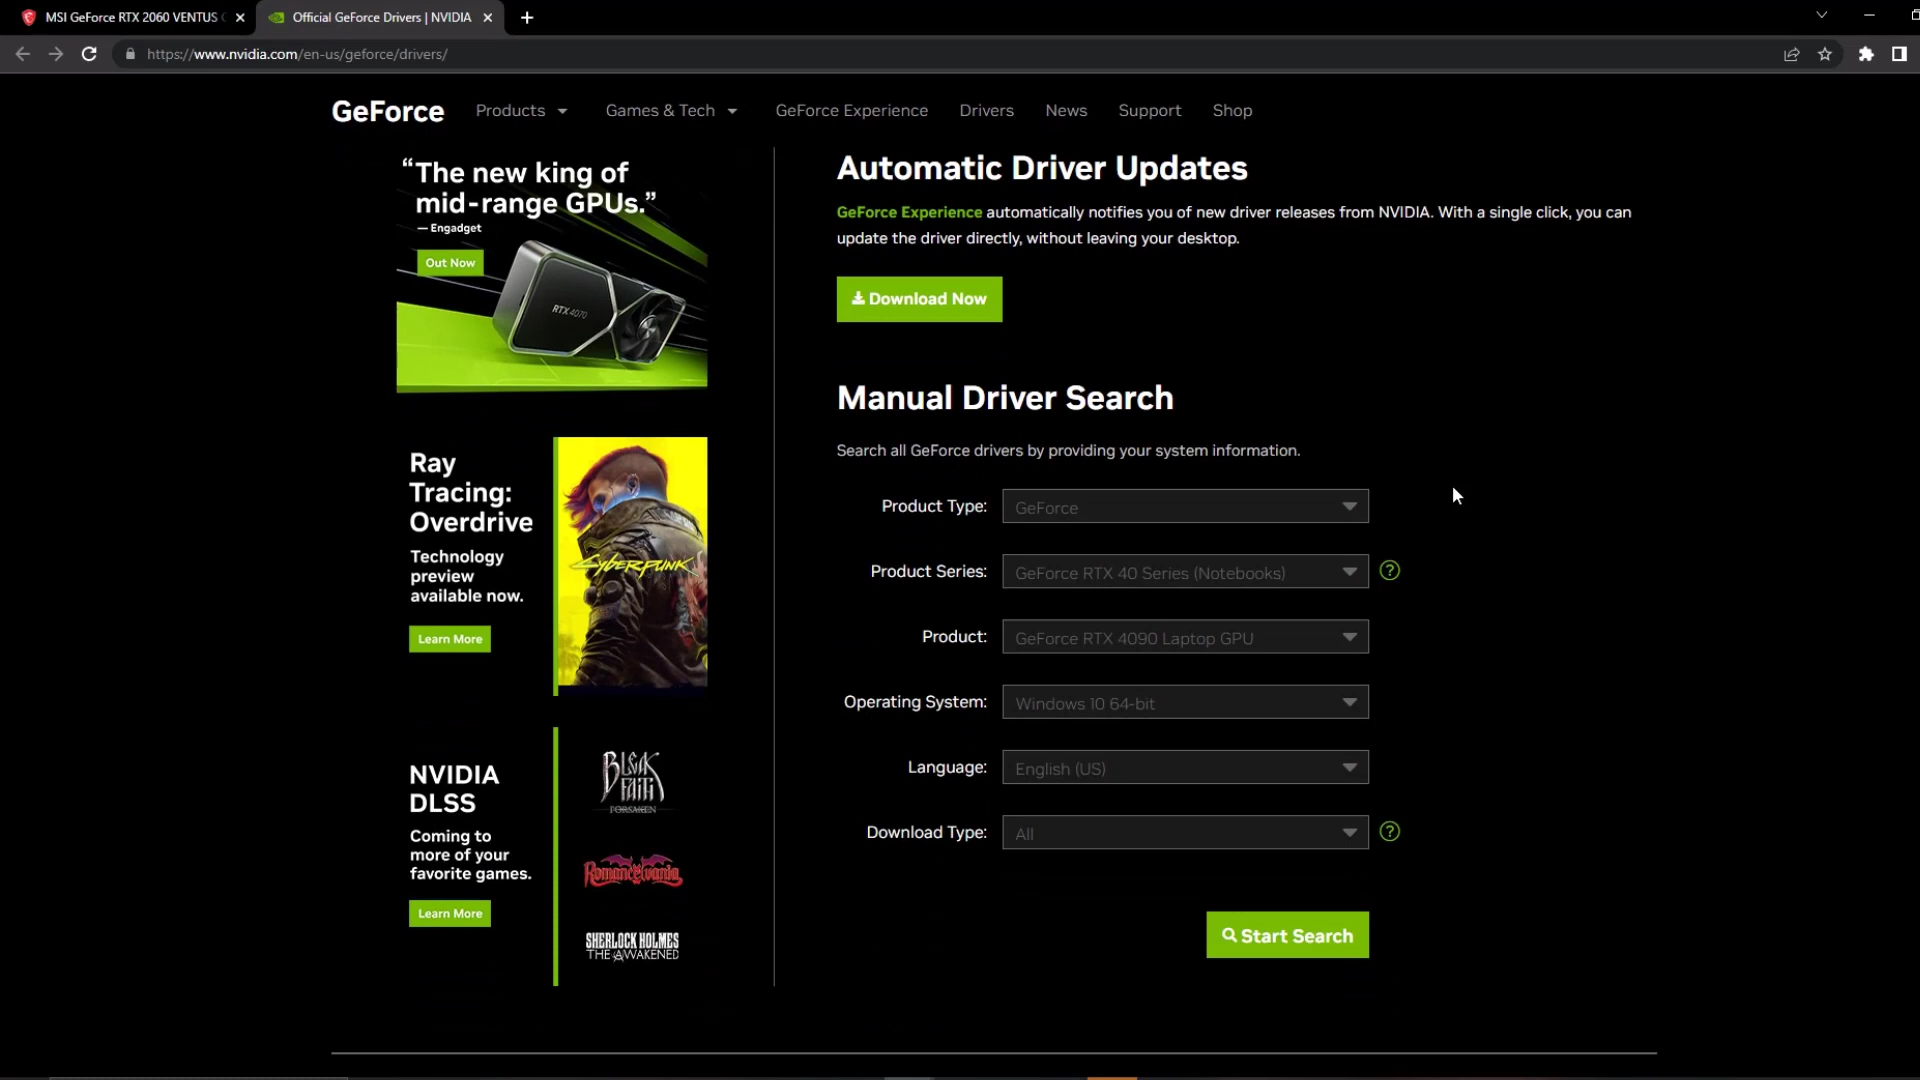 MSI GeForce RTX 2060 VENTUS
Official GeForce Drivers | NVIDIA
https://www.nvidia.com/en-us/geforce/drivers/
GeForce
Products
Games & Tech
GeForce Experience
Drivers
News
Support
Shop
“The new king of
mid-range GPUs.”
— Engadget
Out Now
RTX 4070
Ray
Tracing:
Overdrive
Technology
preview
available now.
Learn More
CYBERPUNK
NVIDIA
DLSS
Coming to
more of your
favorite games.
Learn More
BLEAK
FAITH
FORSAKEN
Romancelvania
SHERLOCK HOLMES
THE AWAKENED
Automatic Driver Updates
GeForce Experience automatically notifies you of new driver releases from NVIDIA. With a single click, you can
update the driver directly, without leaving your desktop.
Download Now
Manual Driver Search
Search all GeForce drivers by providing your system information.
Product Type: GeForce
Product Series: GeForce RTX 40 Series (Notebooks) ?
Product: GeForce RTX 4090 Laptop GPU
Operating System: Windows 10 64-bit
Language: English (US)
Download Type: All ?
Start Search